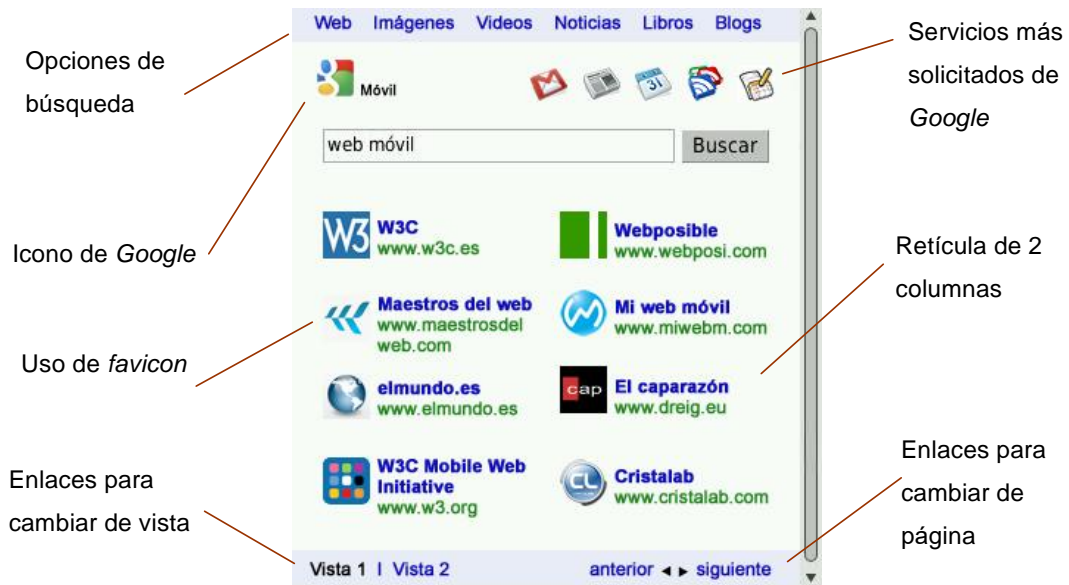 Web Imágenes Videos Noticias Libros Blogs
Opciones de
búsqueda
Servicios más
solicitados de
Google
Móvil
31
web móvil
Buscar
Icono de Google
W3
W3C
www.w3c.es
Webposible
www.webposi.com
Retícula de 2
columnas
Maestros del web
www.maestrosdel
web.com
Mi web móvil
www.miwebm.com
Uso de favicon
elmundo.es
www.elmundo.es
cap
El caparazón
www.dreig.eu
Enlaces para
cambiar de vista
W3C Mobile Web
Initiative
www.w3.org
CL
Cristalab
www.cristalab.com
Enlaces para
cambiar de
página
Vista 1 | Vista 2
anterior ◄ ► siguiente